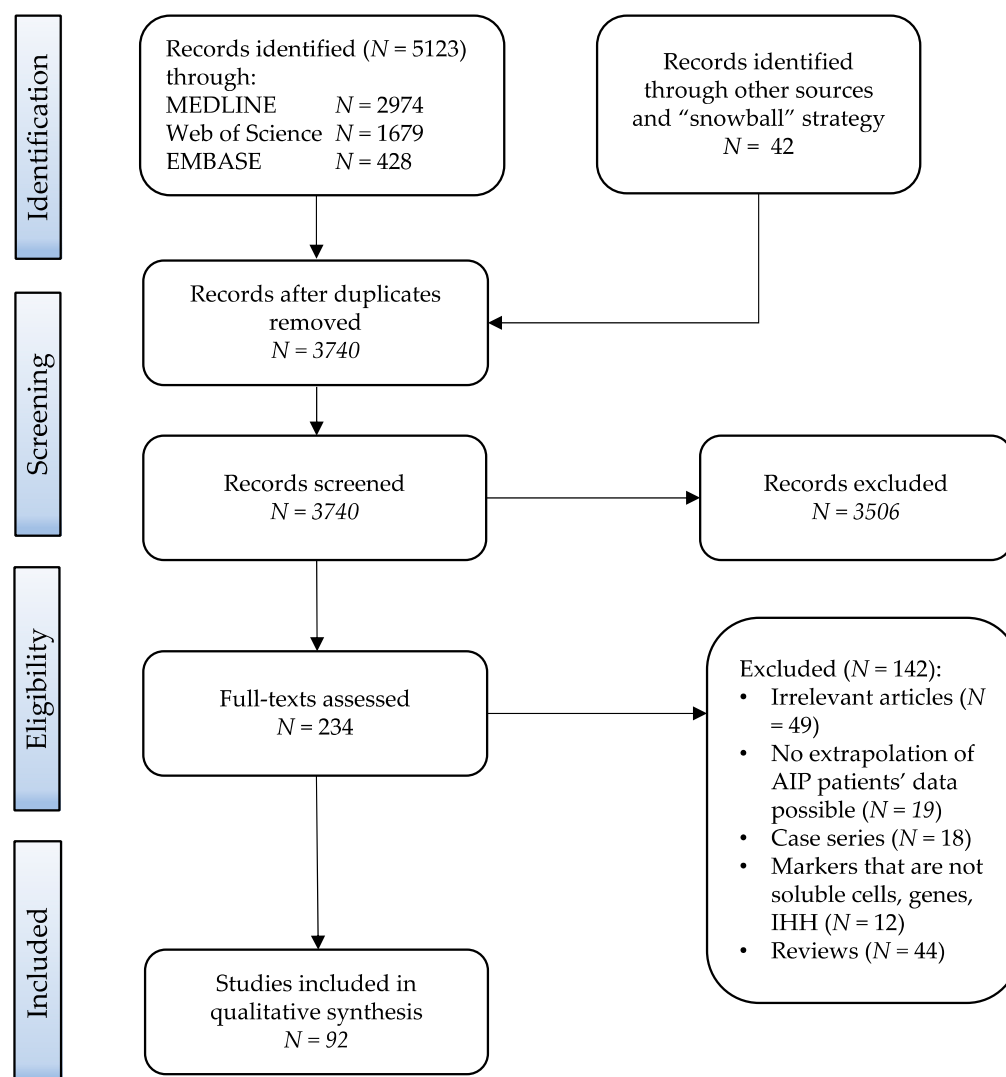 Identification
Records identified (N = 5123)
through:
MEDLINE N = 2974
Web of Science N = 1679
EMBASE N = 428
Records identified
through other sources
and “snowball” strategy
N = 42
Records after duplicates
removed
N = 3740
Screening
Records screened
N = 3740
Records excluded
N = 3506
Eligibility
Full-texts assessed
N = 234
Excluded (N = 142):
• Irrelevant articles (N
= 49)
• No extrapolation of
AIP patients’ data
possible (N = 19)
• Case series (N = 18)
• Markers that are not
soluble cells, genes,
IHH (N = 12)
• Reviews (N = 44)
Included
Studies included in
qualitative synthesis
N = 92